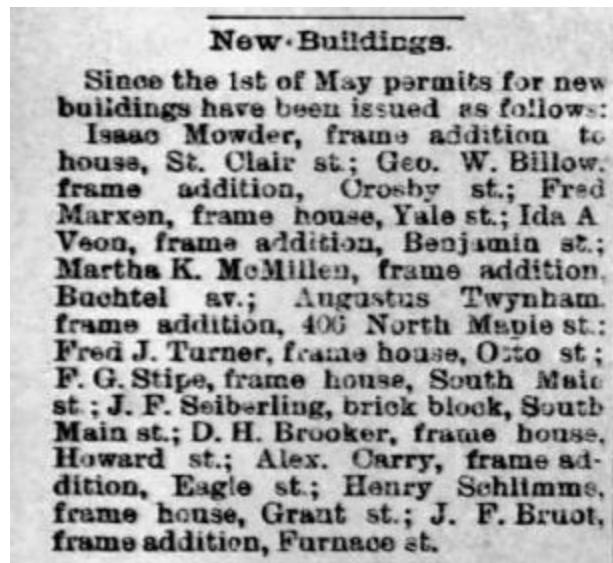 New Buildings.
Since the 1st of May permits for new
buildings have been issued as follows:
Isaac Mowder, frame addition to
house, St. Clair st.; Geo. W. Billow,
frame addition, Crosby st.; Fred
Marxen, frame house, Yale st.; Ida A
Veon, frame addition, Benjamin st.;
Martha K. McMillen, frame addition,
Buchtel av.; Augustus Twynham,
frame addition, 406 North Maple st.;
Fred J. Turner, frame house, Otto st;
F. G. Stipe, frame house, South Main
st.; J. F. Seiberling, brick block, South
Main st.; D. H. Brooker, frame house,
Howard st.; Alex. Carry, frame ad-
dition, Eagle st.; Henry Schlimme,
frame house, Grant st.; J. F. Bruot,
frame addition, Furnace st.